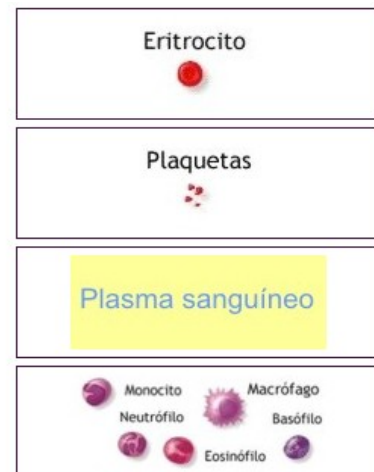 Eritrocito
Plaquetas
Plasma sanguíneo
Monocito Macrófago
Neutrófilo Basófilo
Eosinófilo